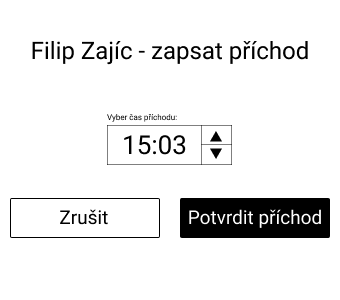 Filip Zajíc - zapsat příchod
Vyber čas příchodu:
15:03
Zrušit
Potvrdit příchod